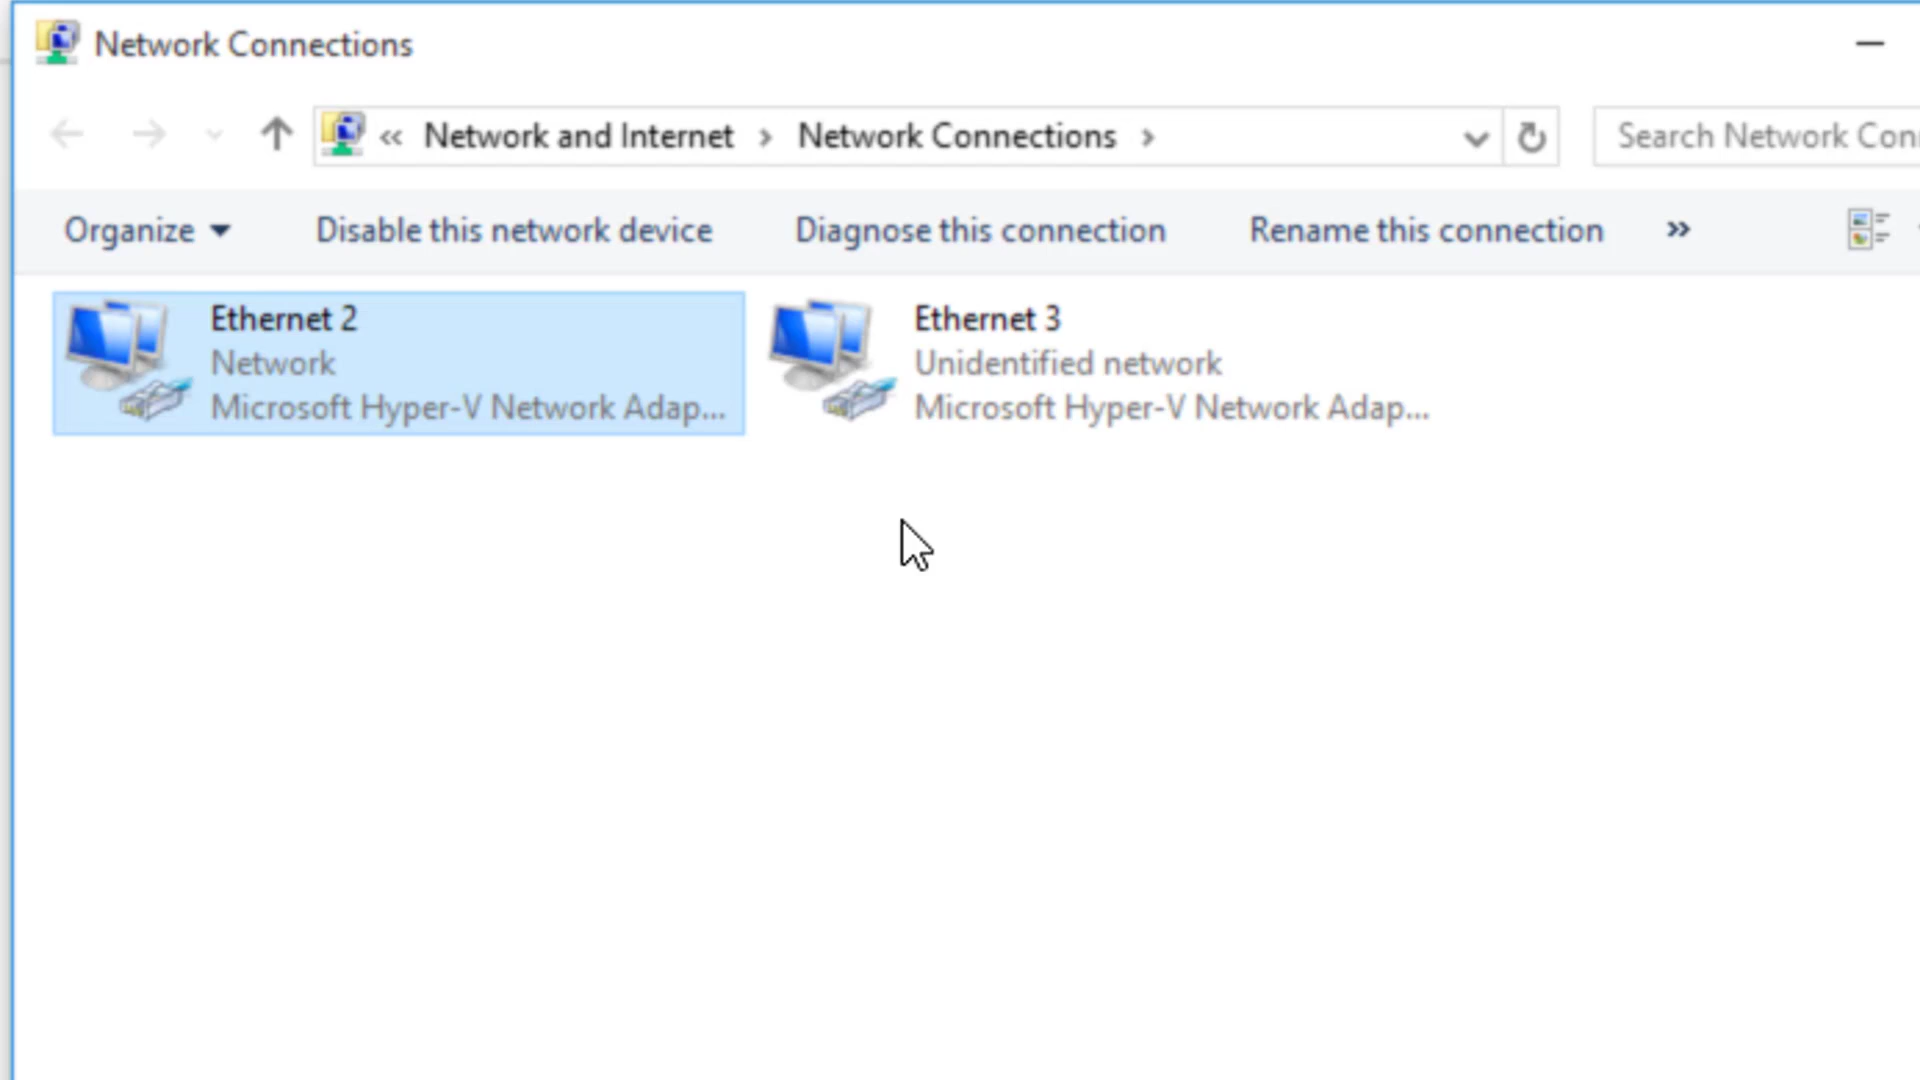 Network Connections
« Network and Internet > Network Connections >
Search Network Con
Organize
Disable this network device
Diagnose this connection
Rename this connection
»
Ethernet 2
Network
Microsoft Hyper-V Network Adap...
Ethernet 3
Unidentified network
Microsoft Hyper-V Network Adap...